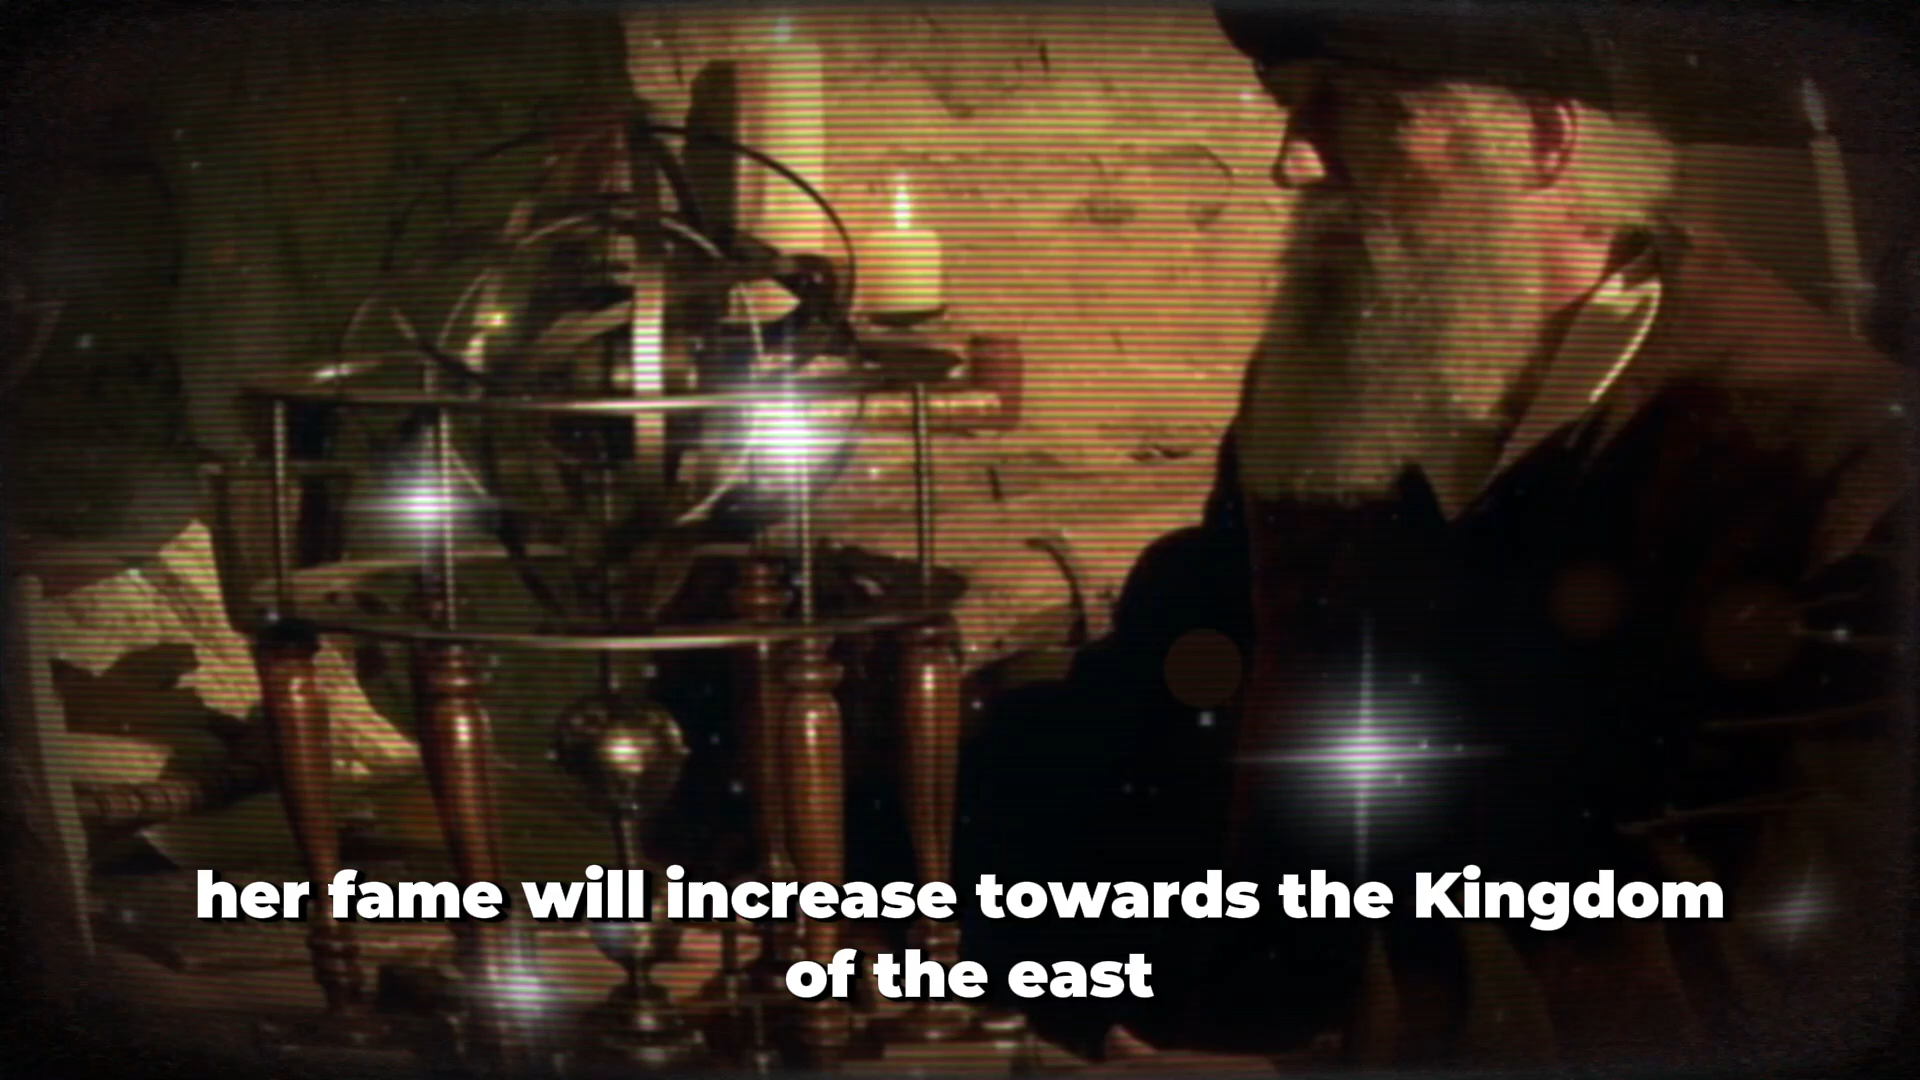 her fame will increase towards the Kingdom
of the east